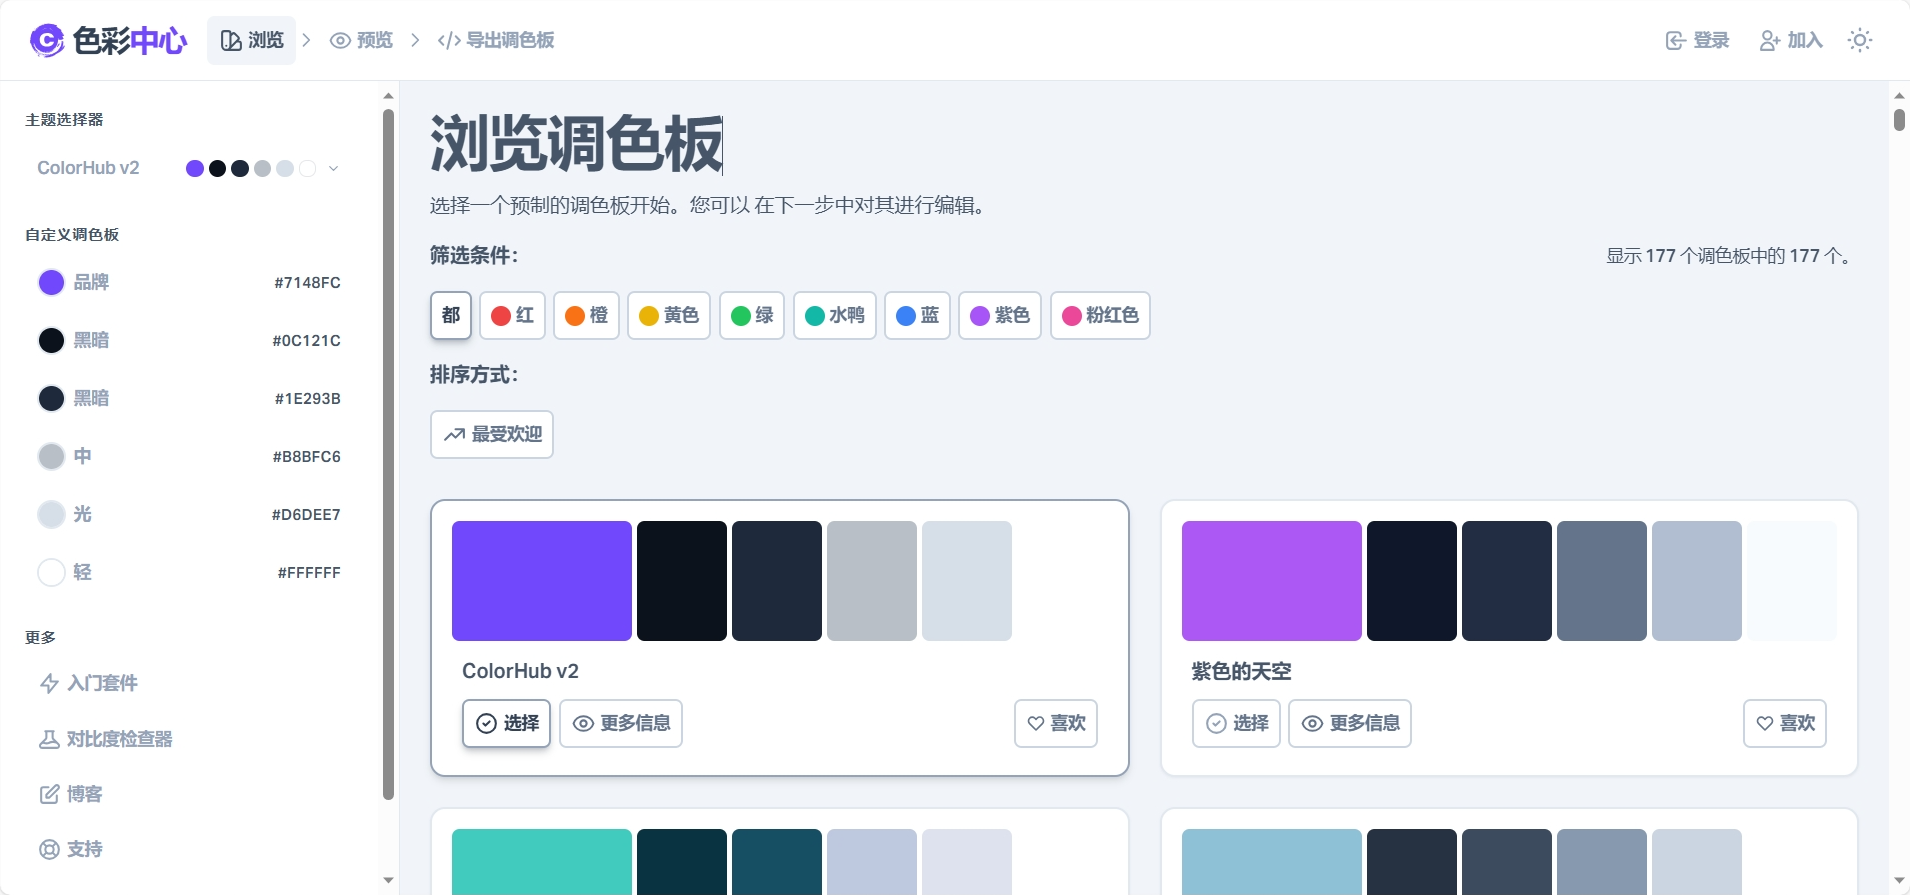 色彩中心
浏览
预览
导出调色板
登录
加入
主题选择器
ColorHub v2
自定义调色板
品牌 #7148FC
黑暗 #0C121C
黑暗 #1E293B
中 #B8BFC6
光 #D6DEE7
轻 #FFFFFF
更多
入门套件
对比度检查器
博客
支持
浏览调色板
选择一个预制的调色板开始。您可以 在下一步中对其进行编辑。
筛选条件：
显示 177 个调色板中的 177 个。
都 红 橙 黄色 绿 水鸭 蓝 紫色 粉红色
排序方式：
最受欢迎
ColorHub v2
选择 更多信息 喜欢
紫色的天空
选择 更多信息 喜欢